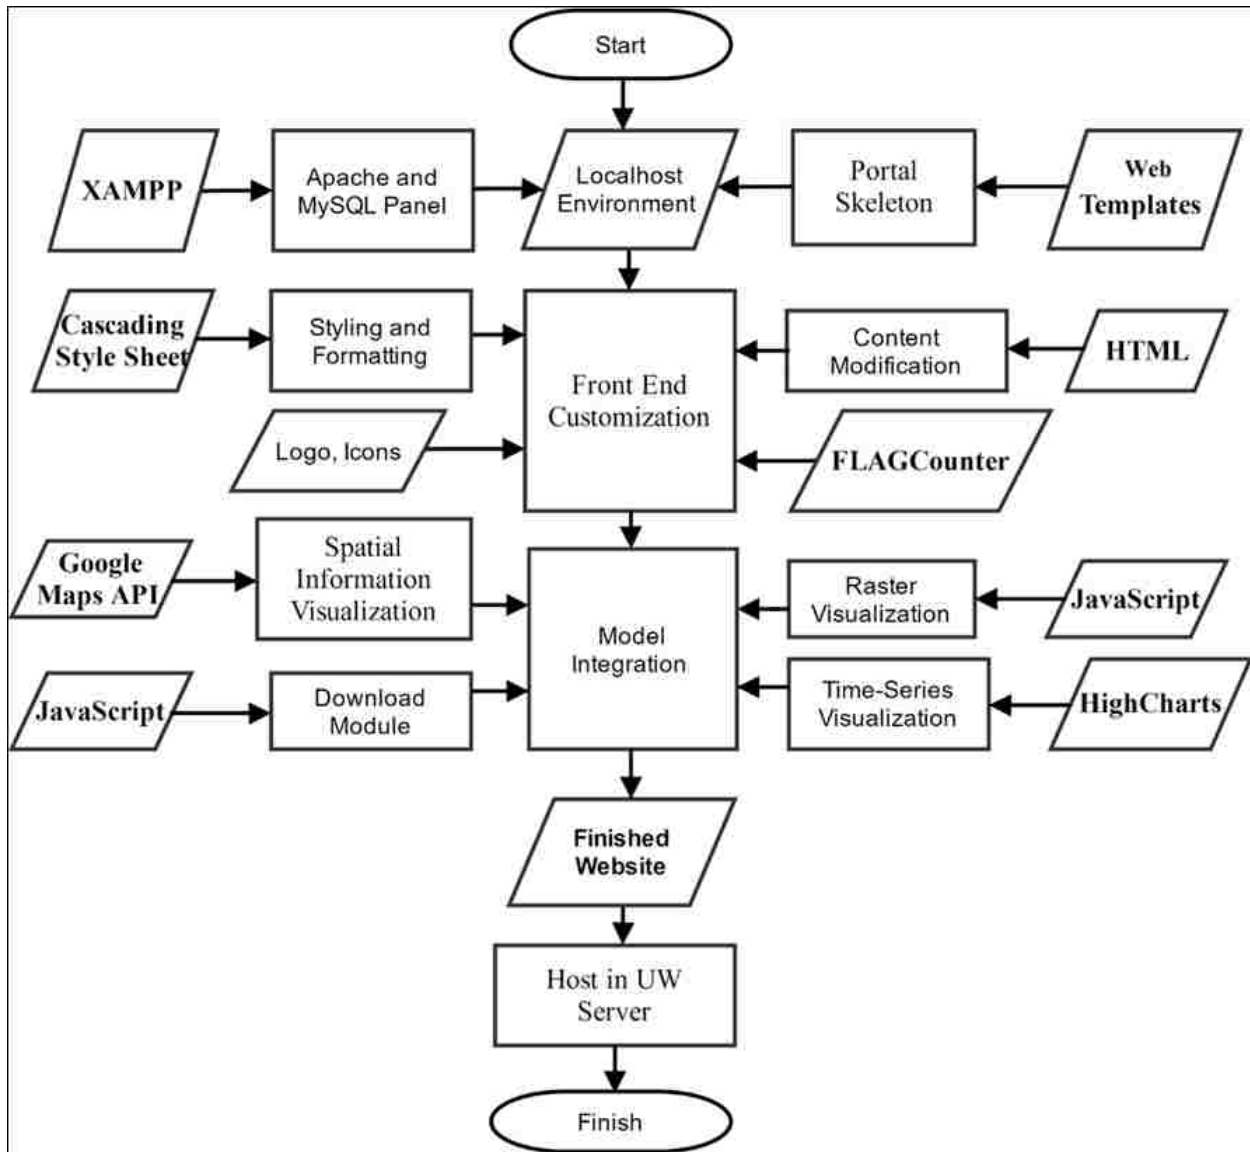 Start
XAMPP
Apache and
MySQL Panel
Localhost
Environment
Portal
Skeleton
Web
Templates
Cascading
Style Sheet
Styling and
Formatting
Front End
Customization
Content
Modification
HTML
Logo, Icons
FLAGCounter
Google
Maps API
Spatial
Information
Visualization
Model
Integration
Raster
Visualization
JavaScript
JavaScript
Download
Module
Time-Series
Visualization
HighCharts
Finished
Website
Host in UW
Server
Finish